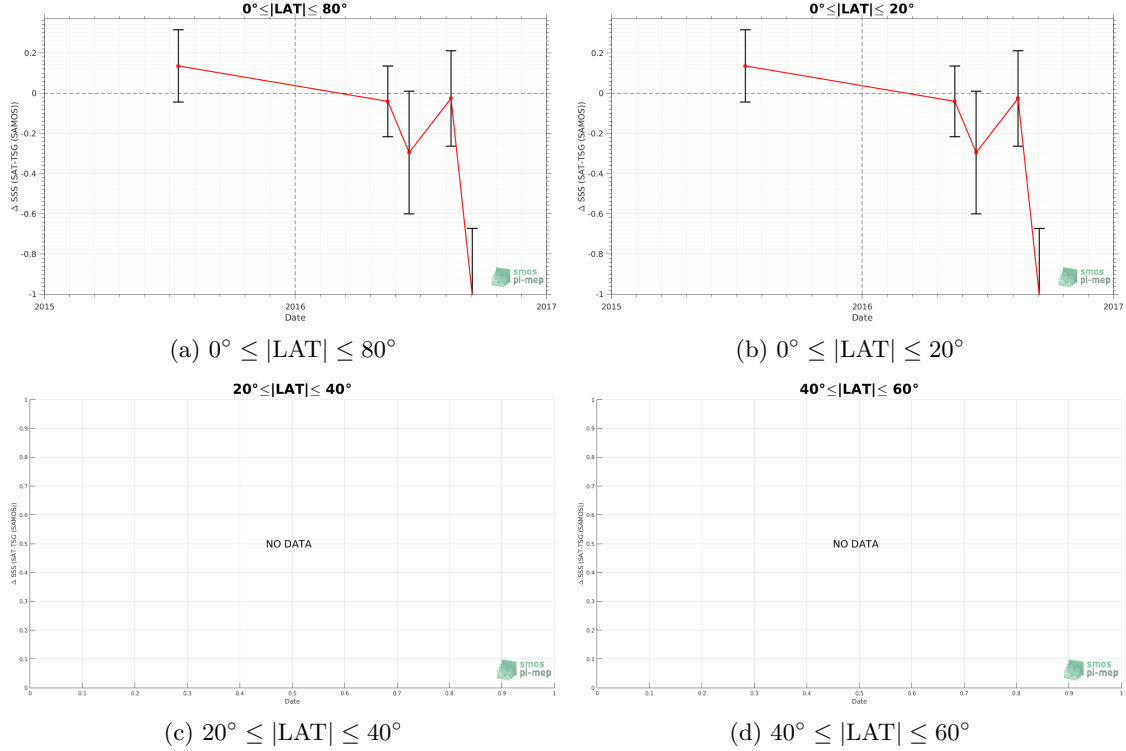 0°≤|LAT|≤ 80°
0.2
0
-0.2
-0.4
-0.6
-0.8
-1
Δ SSS (SAT-TSG (SAMOS))
2015
2016
2017
Date
smos
pi-mep
(a) 0° ≤ |LAT| ≤ 80°
0°≤|LAT|≤ 20°
0.2
0
-0.2
-0.4
-0.6
-0.8
-1
Δ SSS (SAT-TSG (SAMOS))
2015
2016
2017
Date
smos
pi-mep
(b) 0° ≤ |LAT| ≤ 20°
20°≤|LAT|≤ 40°
1
0.9
0.8
0.7
0.6
0.5
0.4
0.3
0.2
0.1
0
Δ SSS (SAT-TSG (SAMOS))
NO DATA
0 0.1 0.2 0.3 0.4 0.5 0.6 0.7 0.8 0.9 1
Date
smos
pi-mep
(c) 20° ≤ |LAT| ≤ 40°
40°≤|LAT|≤ 60°
1
0.9
0.8
0.7
0.6
0.5
0.4
0.3
0.2
0.1
0
Δ SSS (SAT-TSG (SAMOS))
NO DATA
0 0.1 0.2 0.3 0.4 0.5 0.6 0.7 0.8 0.9 1
Date
smos
pi-mep
(d) 40° ≤ |LAT| ≤ 60°